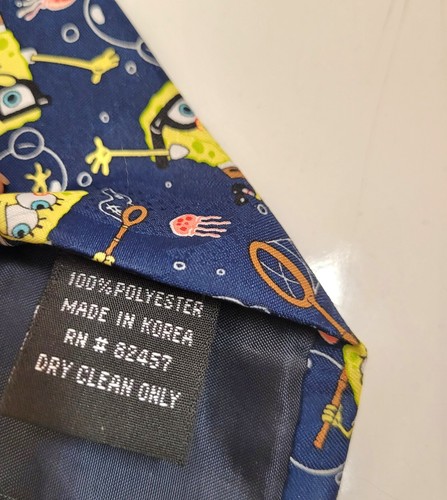 100% POLYESTER
MADE IN KOREA
RN # 82457
DRY CLEAN ONLY